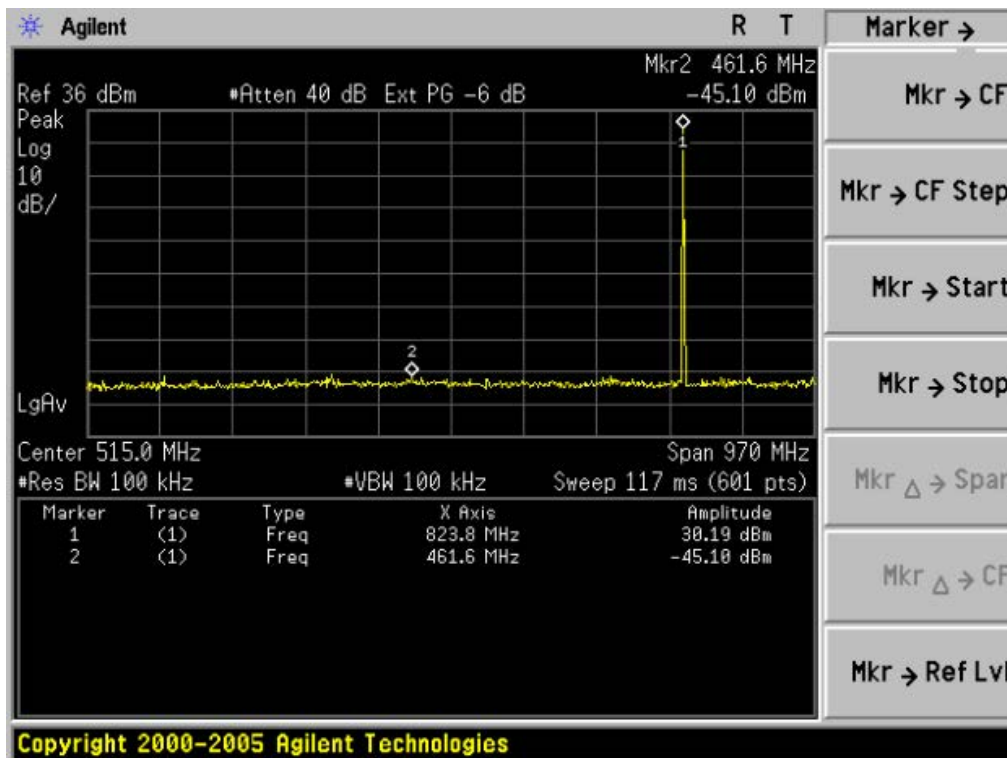 Agilent R T
Mkr2 461.6 MHz
Ref 36 dBm #Atten 40 dB Ext PG -6 dB -45.10 dBm
Peak
Log
10
dB/
1
2
LgAv
Center 515.0 MHz Span 970 MHz
#Res BW 100 kHz #VBW 100 kHz Sweep 117 ms (601 pts)
Marker Trace Type X Axis Amplitude
1 (1) Freq 823.8 MHz 30.19 dBm
2 (1) Freq 461.6 MHz -45.10 dBm
Marker →
Mkr → CF
Mkr → CF Step
Mkr → Start
Mkr → Stop
Mkr Δ → Span
Mkr Δ → CF
Mkr → Ref Lvl
Copyright 2000-2005 Agilent Technologies